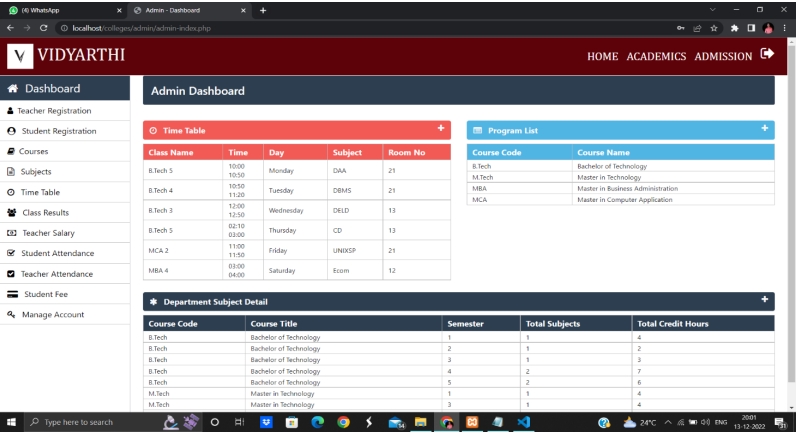 (4) WhatsApp
Admin - Dashboard
localhost/colleges/admin/admin-index.php
V VIDYARTHI
HOME ACADEMICS ADMISSION
Dashboard
Teacher Registration
Student Registration
Courses
Subjects
Time Table
Class Results
Teacher Salary
Student Attendance
Teacher Attendance
Student Fee
Manage Account
Admin Dashboard
Time Table +
Class Name Time Day Subject Room No
B.Tech 5 10:00 10:50 Monday DAA 21
B.Tech 4 10:50 11:20 Tuesday DBMS 21
B.Tech 3 12:00 12:50 Wednesday DELD 13
B.Tech 5 02:10 03:00 Thursday CD 13
MCA 2 11:00 11:50 Friday UNIXSP 21
MBA 4 03:00 04:00 Saturday Ecom 12
Program List +
Course Code Course Name
B.Tech Bachelor of Technology
M.Tech Master in Technology
MBA Master in Business Administration
MCA Master in Computer Application
Department Subject Detail +
Course Code Course Title Semester Total Subjects Total Credit Hours
B.Tech Bachelor of Technology 1 1 4
B.Tech Bachelor of Technology 2 1 2
B.Tech Bachelor of Technology 3 1 3
B.Tech Bachelor of Technology 4 2 7
B.Tech Bachelor of Technology 5 2 6
M.Tech Master in Technology 1 1 4
M.Tech Master in Technology 3 1 4
Type here to search
24°C ENG 20:01
13-12-2022